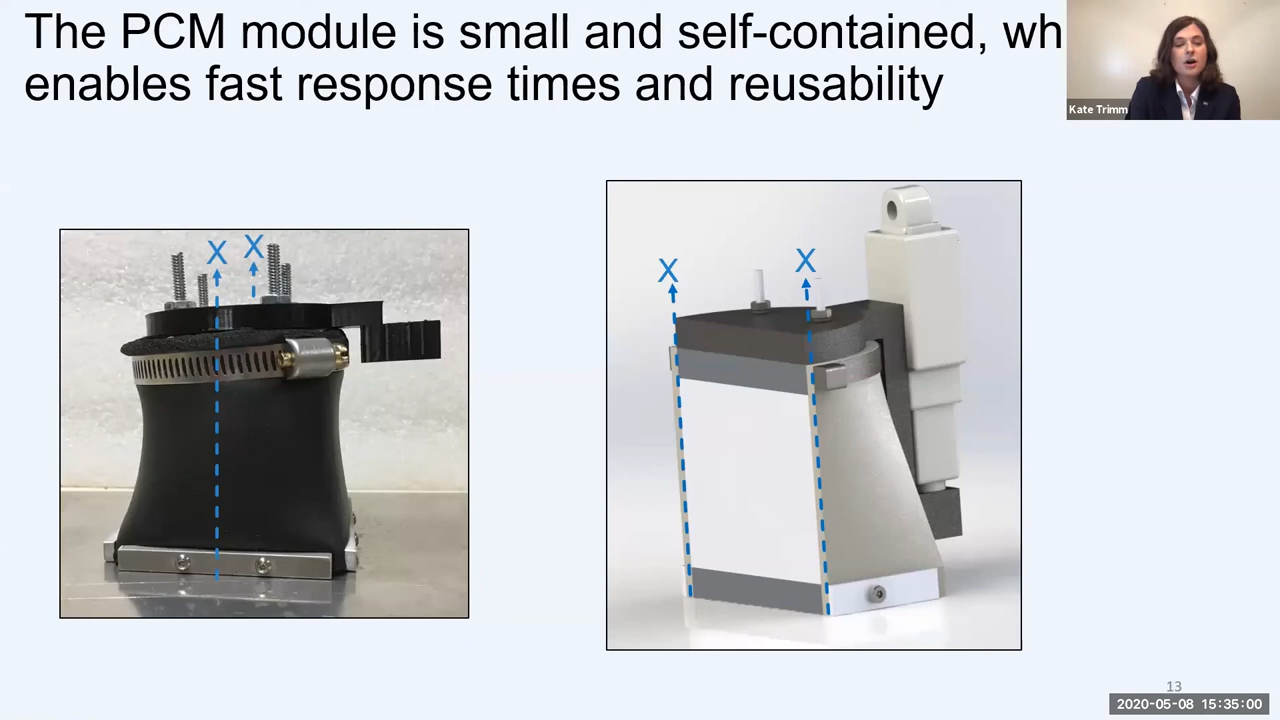 The PCM module is small and self-contained, wh
enables fast response times and reusability
Kate Trimm
X X
X X
13
2020-05-08 15:35:00